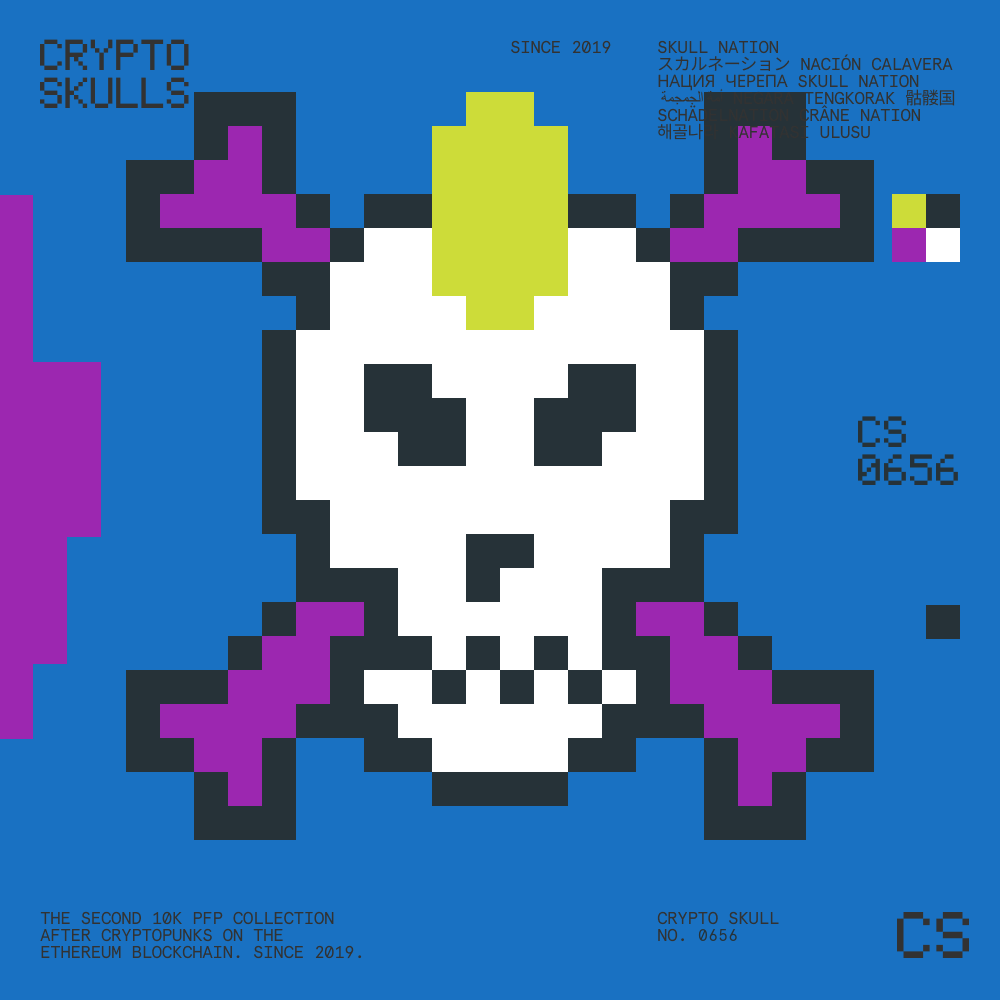 CRYPTO
SKULLS
SINCE 2019
SKULL NATION
スカルネーション NACIÓN CALAVERA
НАЦИЯ ЧЕРЕПА SKULL NATION
TENGKORAK 骷髅国
CRÂNE NATION
해골 ULUSU
CS
0656
THE SECOND 10K PFP COLLECTION
AFTER CRYPTOPUNKS ON THE
ETHEREUM BLOCKCHAIN. SINCE 2019.
CRYPTO SKULL
NO. 0656
CS